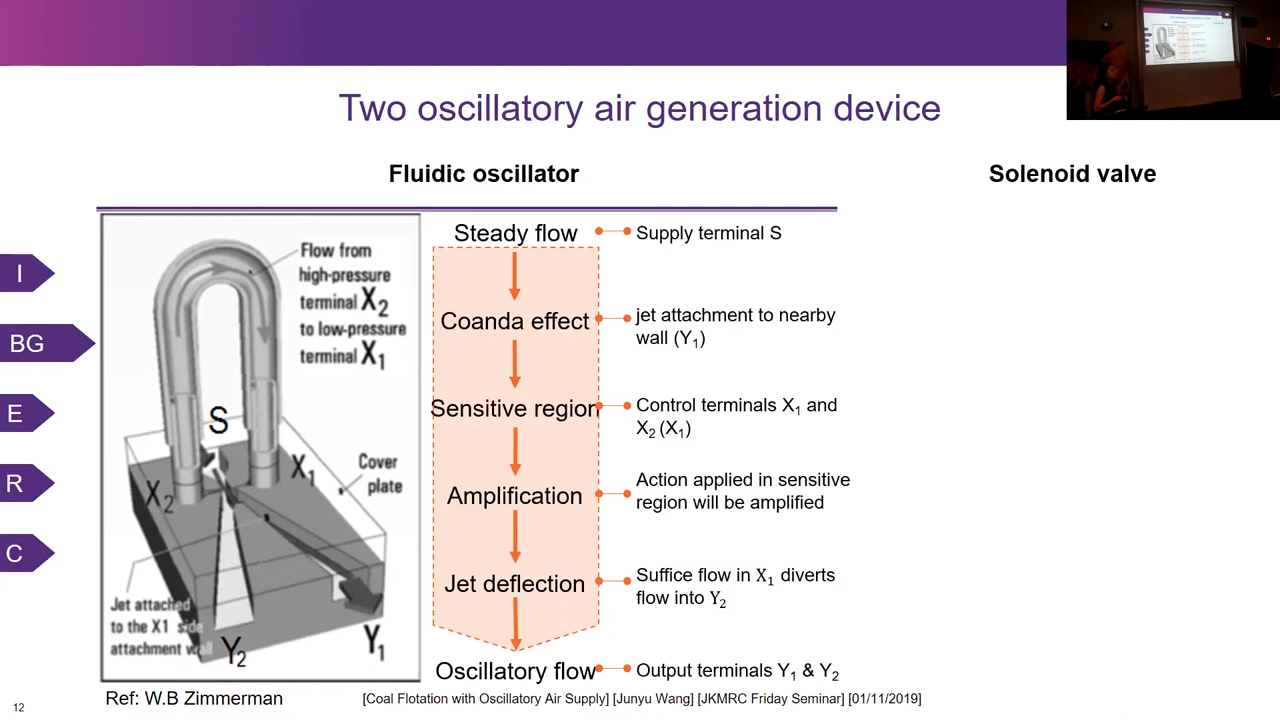 Two oscillatory air generation device
Fluidic oscillator
Solenoid valve
I
BG
E
R
C
Flow from
high-pressure
terminal X2
to low-pressure
terminal X1
S
X1
X2
Cover
plate
Jet attached
to the X1 side
attachment wall
Y2
Y1
Steady flow
Supply terminal S
Coanda effect
jet attachment to nearby
wall (Y1)
Sensitive region
Control terminals X1 and
X2 (X1)
Amplification
Action applied in sensitive
region will be amplified
Jet deflection
Suffice flow in X1 diverts
flow into Y2
Oscillatory flow
Output terminals Y1 & Y2
Ref: W.B Zimmerman
[Coal Flotation with Oscillatory Air Supply] [Junyu Wang] [JKMRC Friday Seminar] [01/11/2019]
12